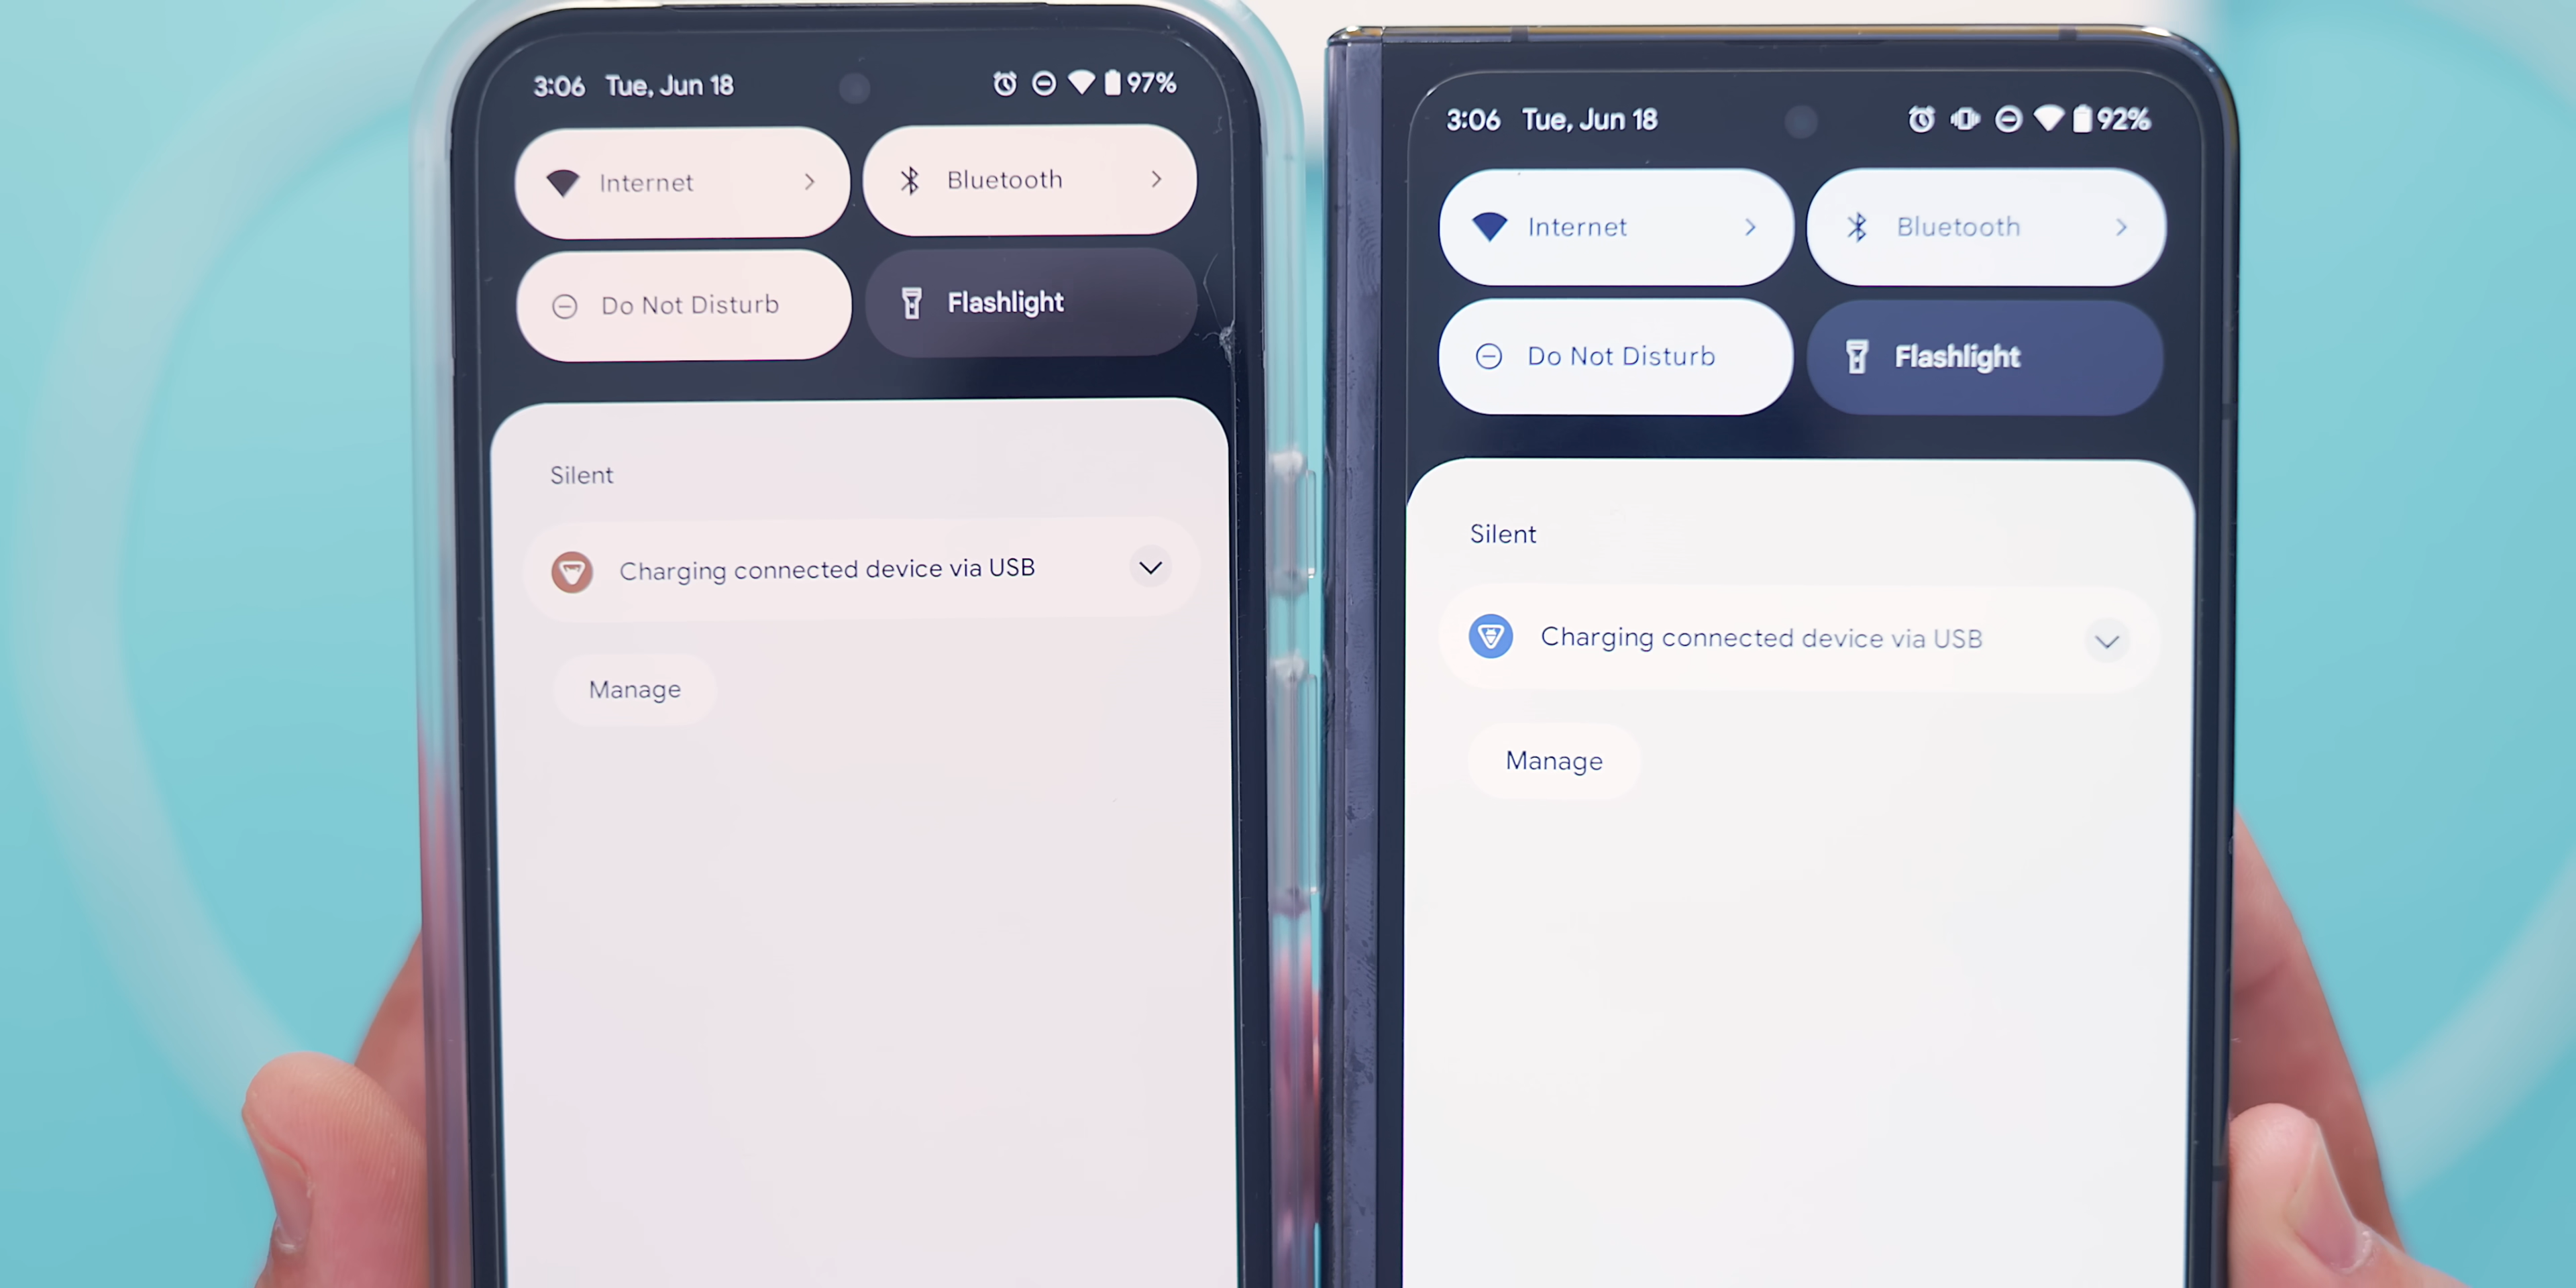 3:06 Tue, Jun 18 97%
Internet
Bluetooth
Do Not Disturb
Flashlight
Silent
Charging connected device via USB
Manage
3:06 Tue, Jun 18 92%
Internet
Bluetooth
Do Not Disturb
Flashlight
Silent
Charging connected device via USB
Manage